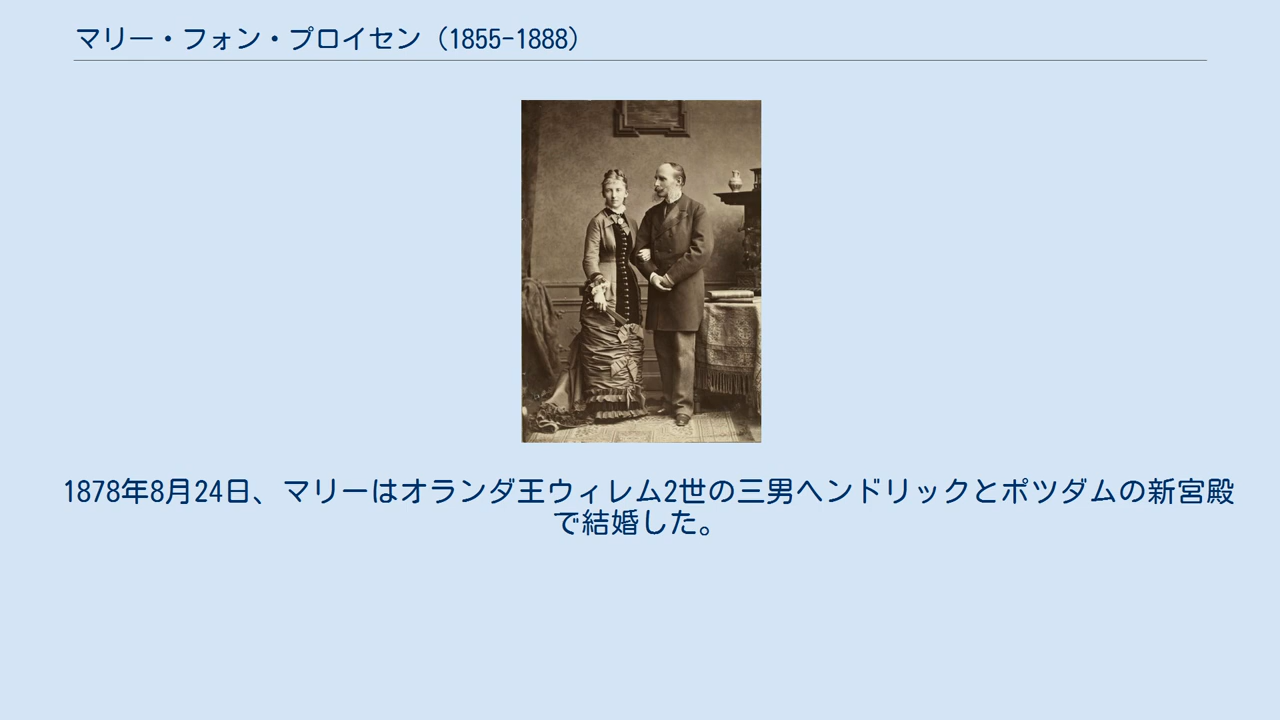 マリー・フォン・プロイセン（1855-1888）
1878年8月24日、マリーはオランダ王ウィレム2世の三男ヘンドリックとポツダムの新宮殿
で結婚した。